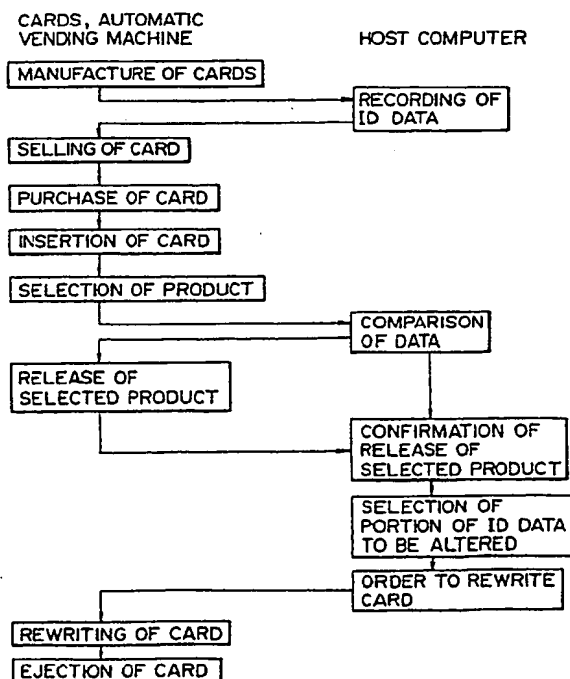 CARDS, AUTOMATIC
VENDING MACHINE
HOST COMPUTER
MANUFACTURE OF CARDS
RECORDING OF
ID DATA
SELLING OF CARD
PURCHASE OF CARD
INSERTION OF CARD
SELECTION OF PRODUCT
COMPARISON
OF DATA
RELEASE OF
SELECTED PRODUCT
CONFIRMATION OF
RELEASE OF
SELECTED PRODUCT
SELECTION OF
PORTION OF ID DATA
TO BE ALTERED
ORDER TO REWRITE
CARD
REWRITING OF CARD
EJECTION OF CARD